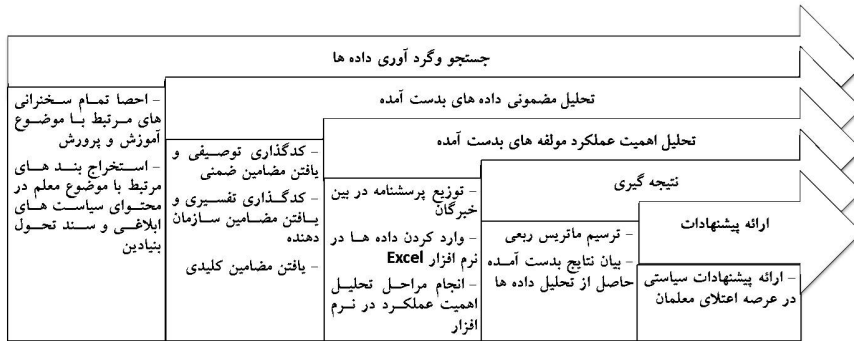 جستجو وگرد آوری داده ها
– احصا تمام سخنرانی
های مرتبط با موضوع
آموزش و پرورش
– استخراج بند های
مرتبط با موضوع معلم در
محتوای سیاست های
ابلاغی و سند تحول
بنیادین
تحلیل مضمونی داده های بدست آمده
– کدگذاری توصیفی و
یافتن مضامین ضمنی
– کدگذاری تفسیری و
یافتن مضامین سازمان
دهنده
– یافتن مضامین کلیدی
تحلیل اهمیت عملکرد مولفه های بدست آمده
– توزیع پرسشنامه در بین
خبرگان
– وارد کردن داده ها در
نرم افزار Excel
– انجام مراحل تحلیل
اهمیت عملکرد در نرم
افزار
نتیجه گیری
– ترسیم ماتریس ربعی
– بیان نتایج بدست آمده
حاصل از تحلیل داده ها
ارائه پیشنهادات
– ارائه پیشنهادات سیاستی
در عرصه اعتلای معلمان